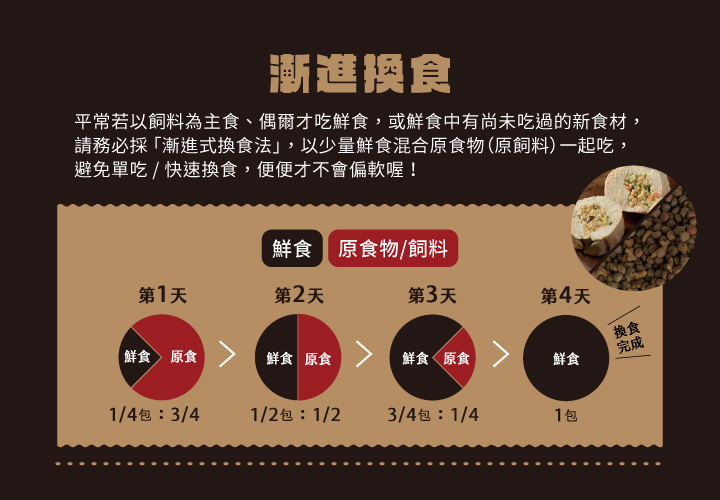 漸進換食
平常若以飼料為主食、偶爾才吃鮮食，或鮮食中有尚未吃過的新食材，
請務必採「漸進式換食法」，以少量鮮食混合原食物(原飼料)一起吃，
避免單吃 / 快速換食，便便才不會偏軟喔！
鮮食 原食物/飼料
第1天 第2天 第3天 第4天
換食
完成
鮮食 原食 > 鮮食 原食 > 鮮食 原食 > 鮮食
1/4包：3/4 1/2包：1/2 3/4包：1/4 1包